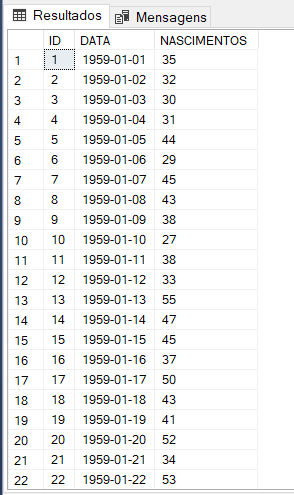 Resultados Mensagens
ID DATA NASCIMENTOS
1 1 1959-01-01 35
2 2 1959-01-02 32
3 3 1959-01-03 30
4 4 1959-01-04 31
5 5 1959-01-05 44
6 6 1959-01-06 29
7 7 1959-01-07 45
8 8 1959-01-08 43
9 9 1959-01-09 38
10 10 1959-01-10 27
11 11 1959-01-11 38
12 12 1959-01-12 33
13 13 1959-01-13 55
14 14 1959-01-14 47
15 15 1959-01-15 45
16 16 1959-01-16 37
17 17 1959-01-17 50
18 18 1959-01-18 43
19 19 1959-01-19 41
20 20 1959-01-20 52
21 21 1959-01-21 34
22 22 1959-01-22 53